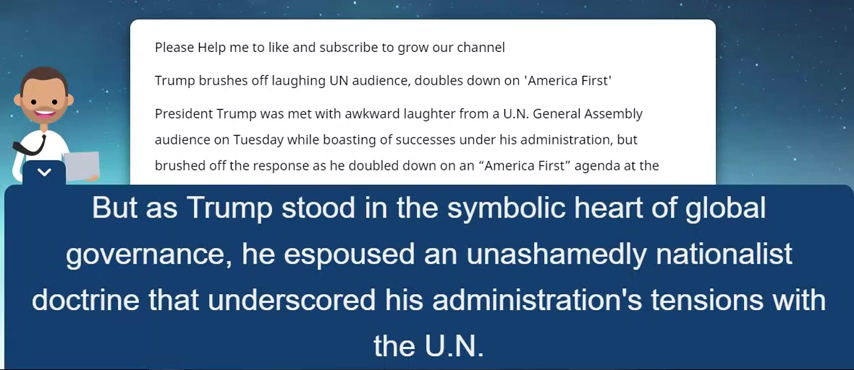 Please Help me to like and subscribe to grow our channel
Trump brushes off laughing UN audience, doubles down on 'America First'
President Trump was met with awkward laughter from a U.N. General Assembly
audience on Tuesday while boasting of successes under his administration, but
brushed off the response as he doubled down on an “America First” agenda at the
But as Trump stood in the symbolic heart of global
governance, he espoused an unashamedly nationalist
doctrine that underscored his administration's tensions with
the U.N.